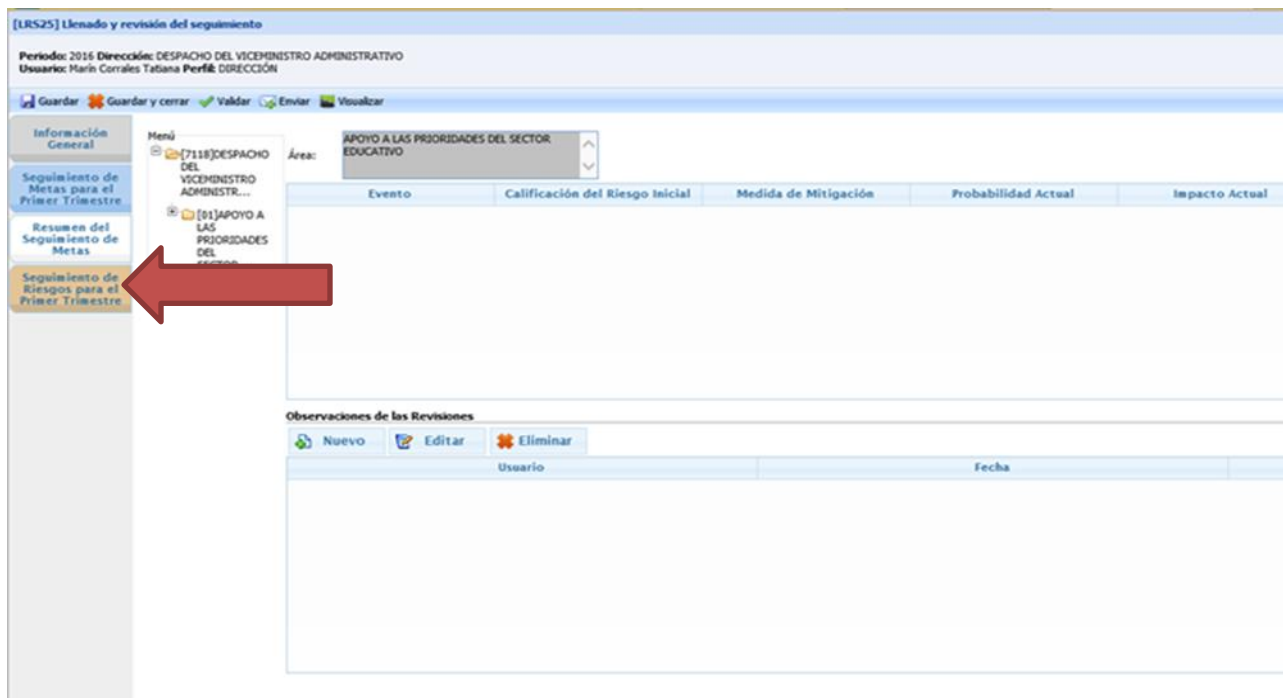 [LRS25] Llenado y revisión del seguimiento
Periodo: 2016 Dirección: DESPACHO DEL VICEMINISTRO ADMINISTRATIVO
Usuario: Marín Corrales Tatiana Perfil: DIRECCIÓN
Guardar Guardar y cerrar Validar Enviar Visualizar
Información
General
Seguimiento de
Metas para el
Primer Trimestre
Resumen del
Seguimiento de
Metas
Seguimiento de
Riesgos para el
Primer Trimestre
Menú
[7118]DESPACHO
DEL
VICEMINISTRO
ADMINISTR...
[01]APOYO A
LAS
PRIORIDADES
DEL
SECTOR
Área:
APOYO A LAS PRIORIDADES DEL SECTOR
EDUCATIVO
Evento Calificación del Riesgo Inicial Medida de Mitigación Probabilidad Actual Impacto Actual
Observaciones de las Revisiones
Nuevo Editar Eliminar
Usuario Fecha